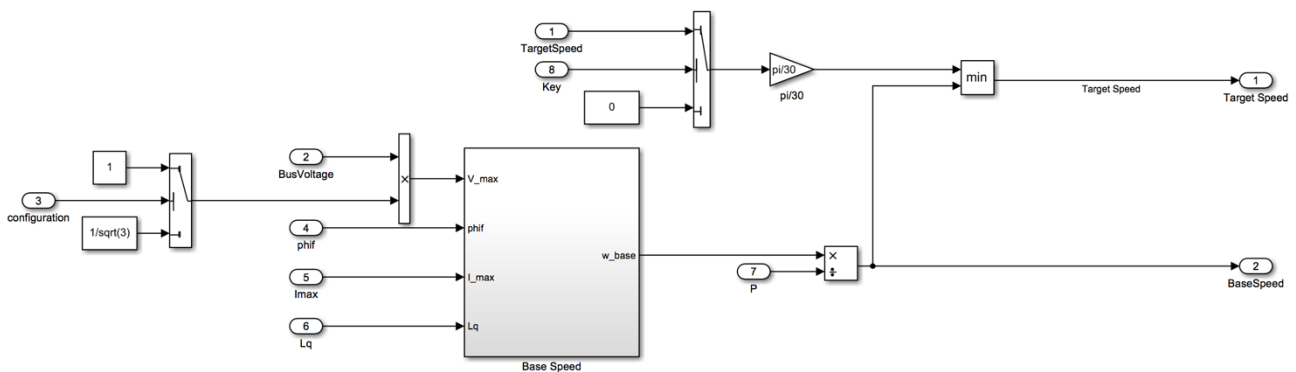 1
TargetSpeed
8
Key
0
pi/30
pi/30
min
Target Speed
1
Target Speed
1
3
configuration
1/sqrt(3)
2
BusVoltage
×
4
phif
5
Imax
6
Lq
V_max
phif
I_max
Lq
w_base
Base Speed
7
P
×
÷
2
BaseSpeed